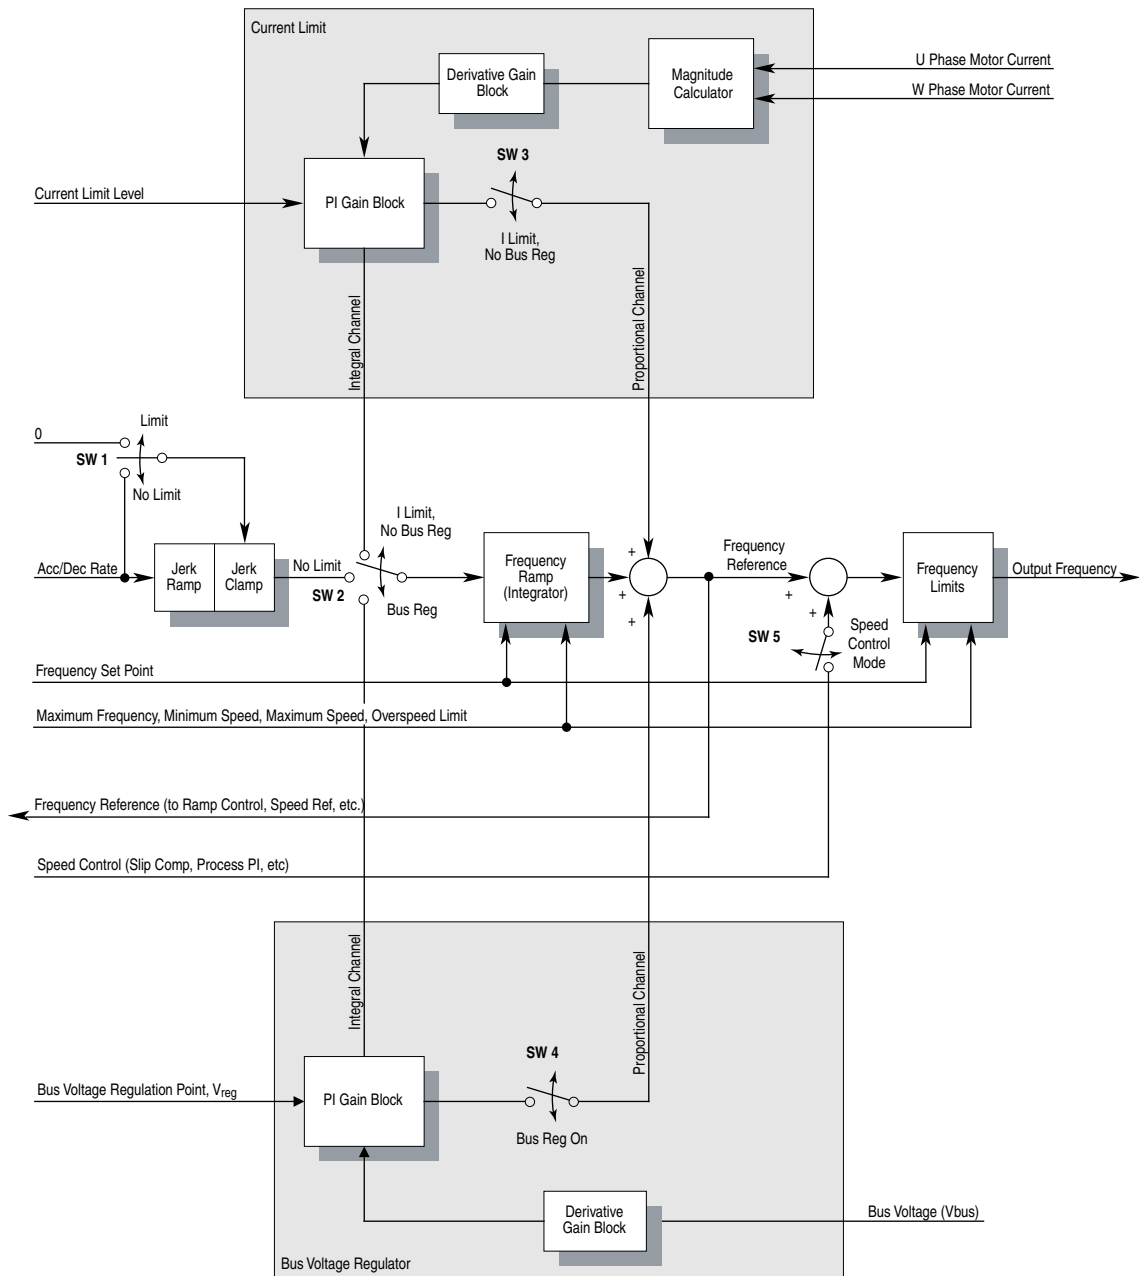 Current Limit
Derivative Gain
Block
Magnitude
Calculator
U Phase Motor Current
W Phase Motor Current
SW 3
Current Limit Level
PI Gain Block
I Limit,
No Bus Reg
Integral Channel
Proportional Channel
Limit
0
SW 1
No Limit
I Limit,
No Bus Reg
Acc/Dec Rate
Jerk
Ramp
Jerk
Clamp
No Limit
SW 2
Bus Reg
Frequency
Ramp
(Integrator)
+
+
+
Frequency
Reference
+
+
Frequency
Limits
Output Frequency
SW 5
Speed
Control
Mode
Frequency Set Point
Maximum Frequency, Minimum Speed, Maximum Speed, Overspeed Limit
Frequency Reference (to Ramp Control, Speed Ref, etc.)
Speed Control (Slip Comp, Process PI, etc)
Integral Channel
Proportional Channel
SW 4
Bus Voltage Regulation Point, Vreg
PI Gain Block
Bus Reg On
Derivative
Gain Block
Bus Voltage (Vbus)
Bus Voltage Regulator